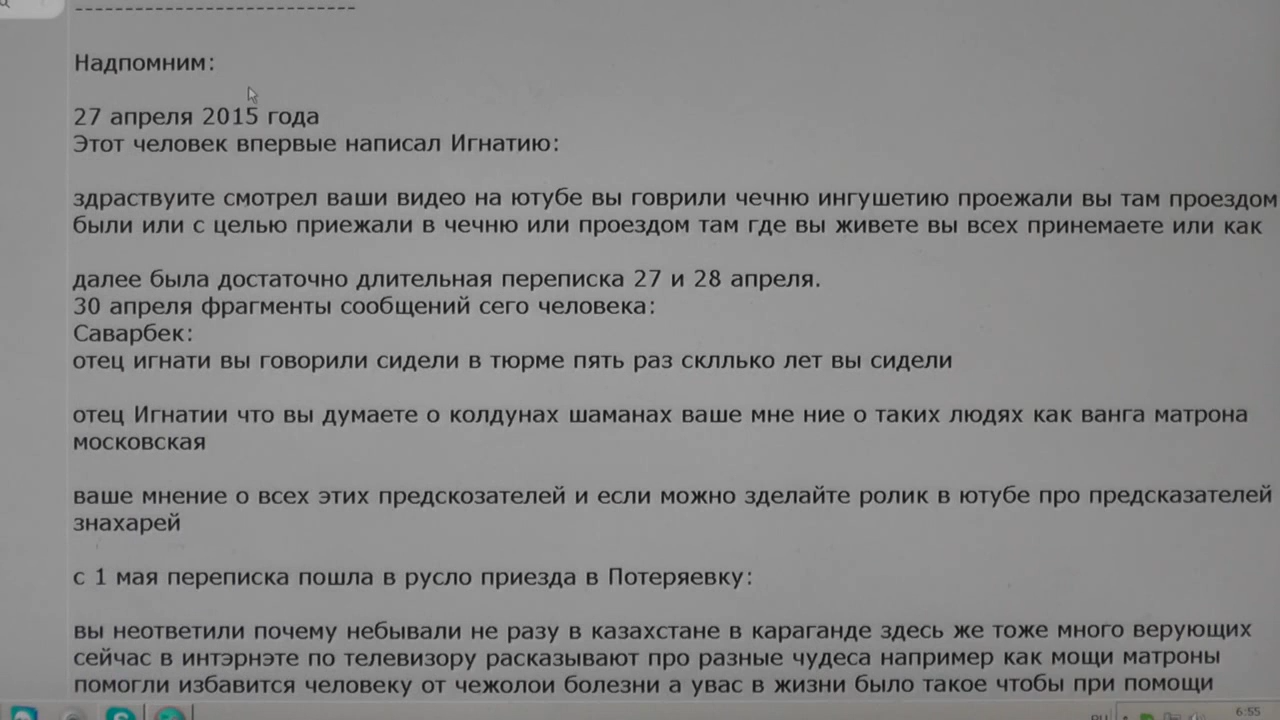 ---------------------------
Надпомним:
27 апреля 2015 года
Этот человек впервые написал Игнатию:
здраствуите смотрел ваши видео на ютубе вы говрили чечню ингушетию проежали вы там проездом
были или с целью приежали в чечню или проездом там где вы живете вы всех принемаете или как
далее была достаточно длительная переписка 27 и 28 апреля.
30 апреля фрагменты сообщений сего человека:
Саварбек:
отец игнати вы говорили сидели в тюрме пять раз скллько лет вы сидели
отец Игнатии что вы думаете о колдунах шаманах ваше мне ние о таких людях как ванга матрона
московская
ваше мнение о всех этих предскозателей и если можно зделайте ролик в ютубе про предсказателей
знахарей
с 1 мая переписка пошла в русло приезда в Потеряевку:
вы неответили почему небывали не разу в казахстане в караганде здесь же тоже много верующих
сейчас в интэрнэте по телевизору расказывают про разные чудеса например как мощи матроны
помогли избавится человеку от чежолои болезни а увас в жизни было такое чтобы при помощи
RU 6:55